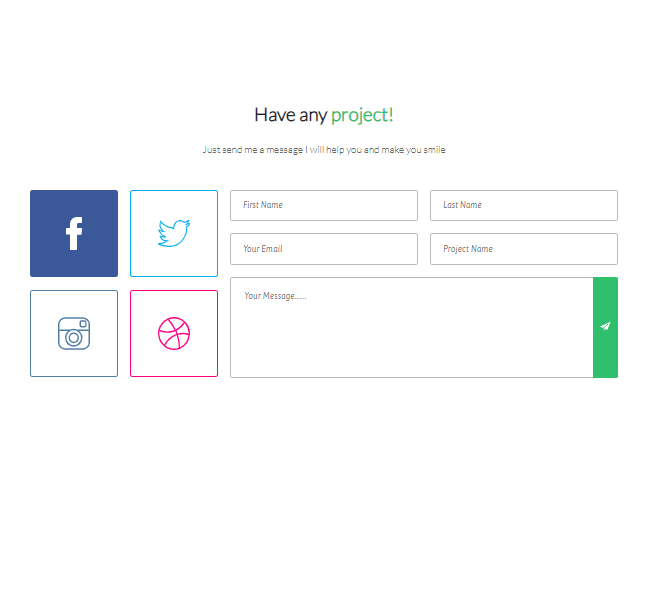 Have any project!
Just send me a message I will help you and make you smile
First Name
Last Name
Your Email
Project Name
Your Message......